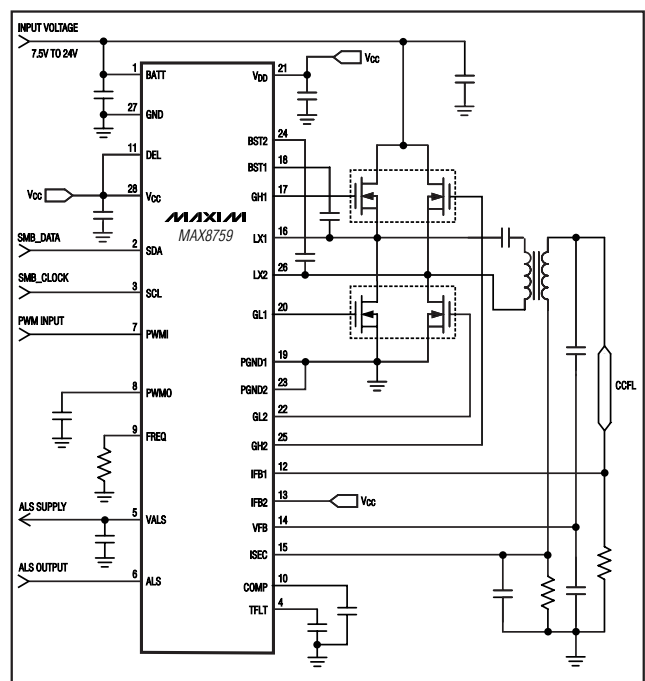 INPUT VOLTAGE
7.5V TO 24V
1 BATT
27 GND
11 DEL
VCC
28 VCC
SMB_DATA
2 SDA
SMB_CLOCK
3 SCL
PWM INPUT
7 PWMI
8 PWMO
9 FREQ
ALS SUPPLY
5 VALS
ALS OUTPUT
6 ALS
MAXIM
MAX8759
VDD 21
VCC
BST2 24
BST1 18
GH1 17
LX1 16
LX2 26
GL1 20
PGND1 19
PGND2 23
GL2 22
GH2 25
IFB1 12
IFB2 13
VCC
VFB 14
ISEC 15
COMP 10
TFLT 4
CCFL